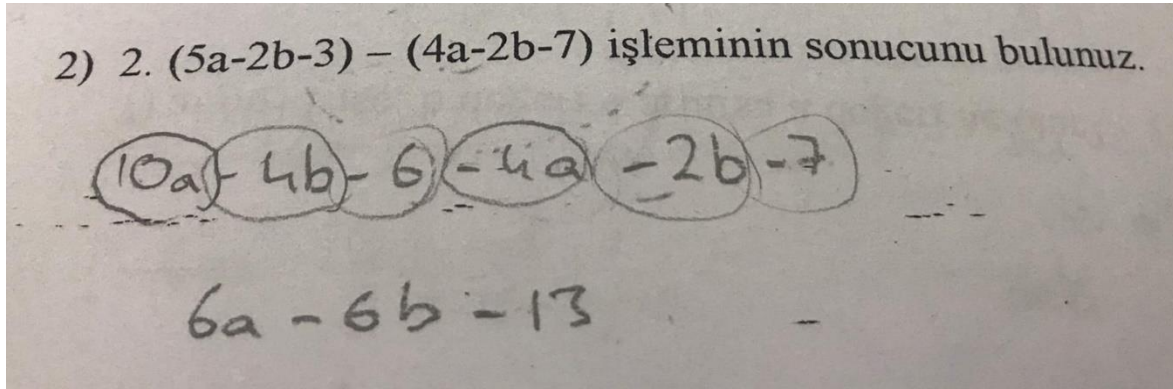 2) 2. (5a-2b-3) – (4a-2b-7) işleminin sonucunu bulunuz.
10a - 4b - 6 - 4a - 2b - 7
6a - 6b - 13